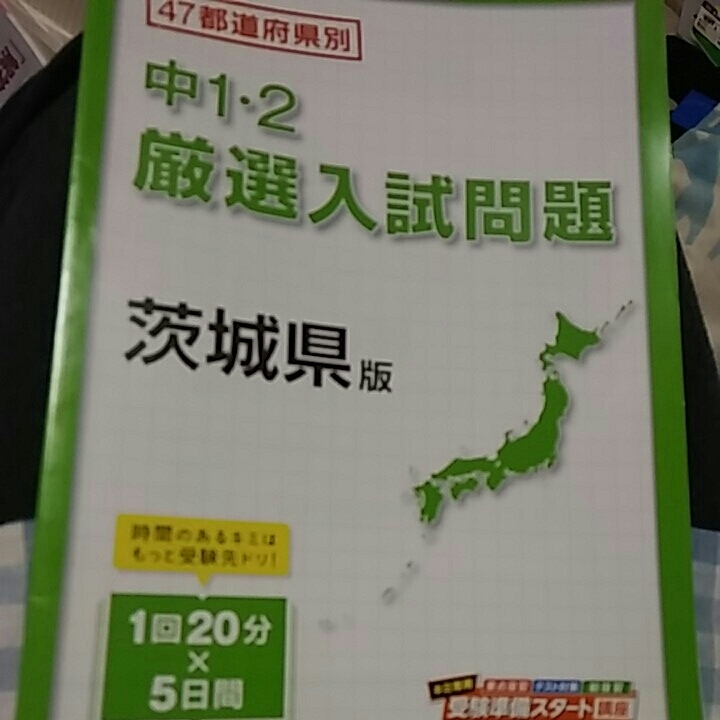 47都道府県別
中1・2
厳選入試問題
茨城県版
時間のあるキミは
もっと受験先ドリ!
1回20分
×
5日間
受験準備スタート講座